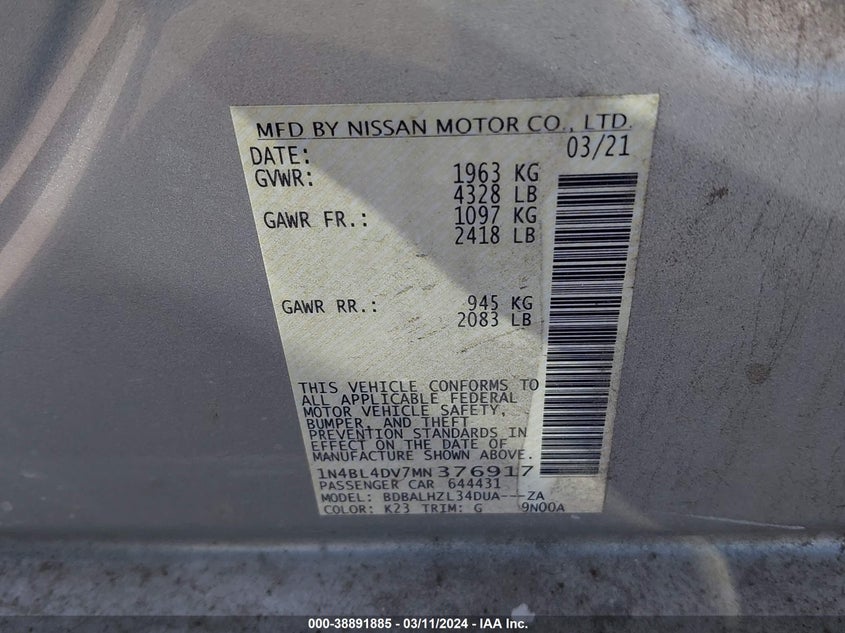 MFD BY NISSAN MOTOR CO., LTD.
DATE: 03/21
GVWR: 1963 KG
4328 LB
GAWR FR.: 1097 KG
2418 LB
GAWR RR.: 945 KG
2083 LB
THIS VEHICLE CONFORMS TO
ALL APPLICABLE FEDERAL
MOTOR VEHICLE SAFETY,
BUMPER, AND THEFT
PREVENTION STANDARDS IN
EFFECT ON THE DATE OF
MANUFACTURE SHOWN ABOVE.
1N4BL4DV7MN376917
PASSENGER CAR 644431
MODEL: BDBALHZL34DUA---ZA
COLOR: K23 TRIM: G 9N00A
000-38891885 - 03/11/2024 - IAA Inc.